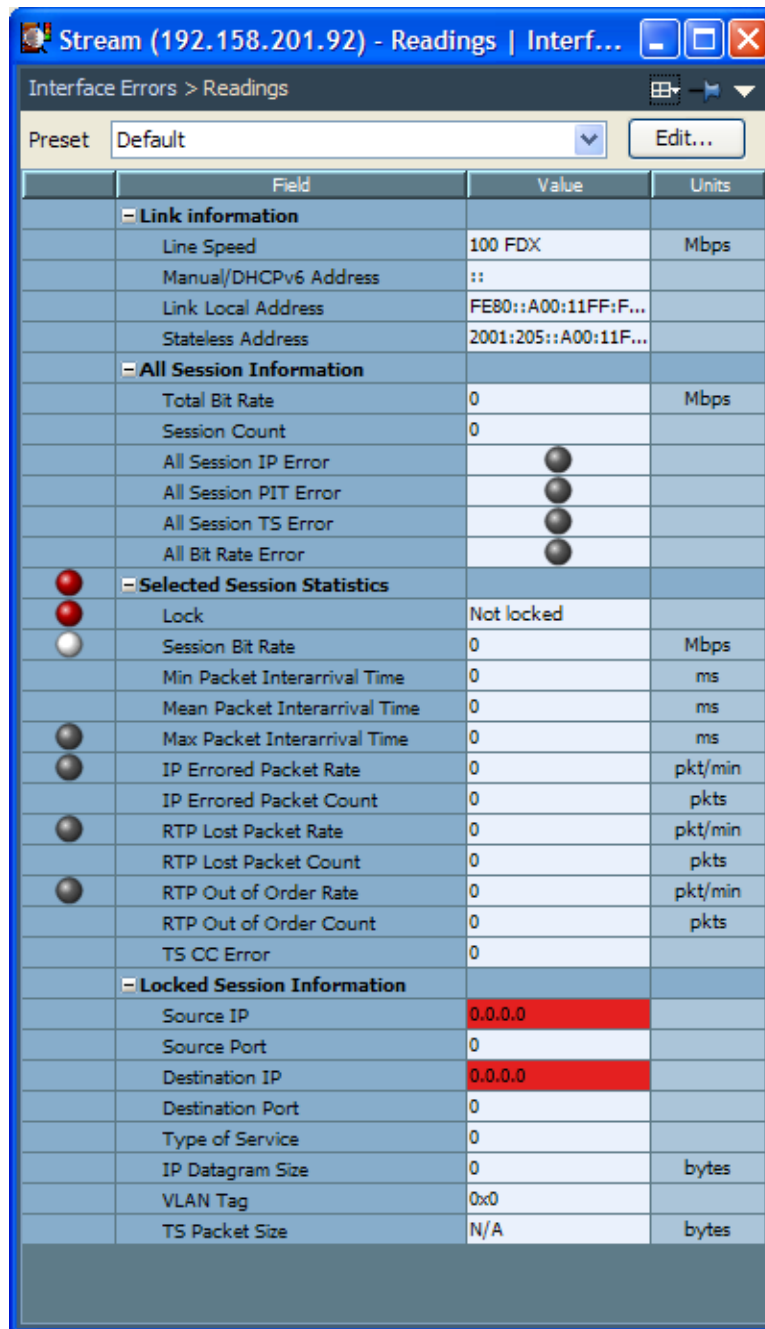 Stream (192.158.201.92) - Readings | Interf...
Interface Errors > Readings
Preset Default Edit...
Field Value Units
Link information
Line Speed 100 FDX Mbps
Manual/DHCPv6 Address ::
Link Local Address FE80::A00:11FF:F...
Stateless Address 2001:205::A00:11F...
All Session Information
Total Bit Rate 0 Mbps
Session Count 0
All Session IP Error
All Session PIT Error
All Session TS Error
All Bit Rate Error
Selected Session Statistics
Lock Not locked
Session Bit Rate 0 Mbps
Min Packet Interarrival Time 0 ms
Mean Packet Interarrival Time 0 ms
Max Packet Interarrival Time 0 ms
IP Errored Packet Rate 0 pkt/min
IP Errored Packet Count 0 pkts
RTP Lost Packet Rate 0 pkt/min
RTP Lost Packet Count 0 pkts
RTP Out of Order Rate 0 pkt/min
RTP Out of Order Count 0 pkts
TS CC Error 0
Locked Session Information
Source IP 0.0.0.0
Source Port 0
Destination IP 0.0.0.0
Destination Port 0
Type of Service 0
IP Datagram Size 0 bytes
VLAN Tag 0x0
TS Packet Size N/A bytes